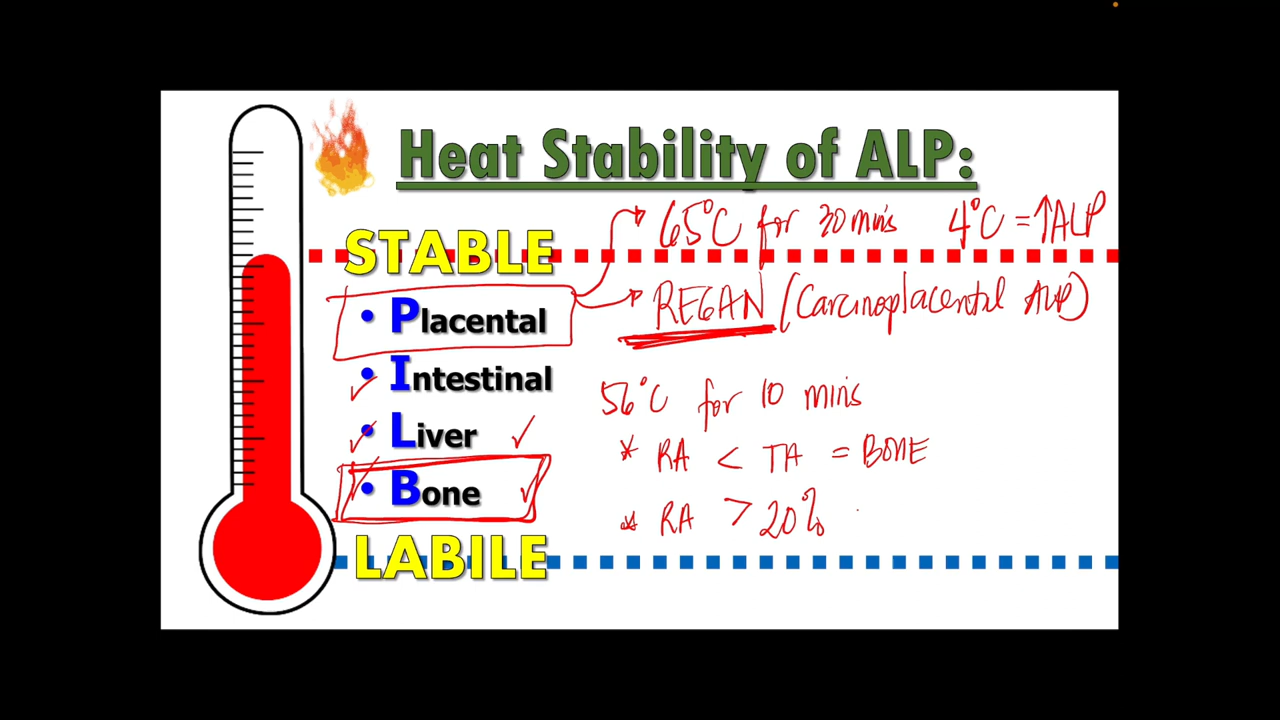 Heat Stability of ALP:
65°C for 30 mins 4°C = ↑ALP
STABLE
• Placental
REGAN (Carcinoplacental ALP)
• Intestinal
56°C for 10 mins
• Liver
* RA < TA = BONE
• Bone
* RA > 20%
LABILE